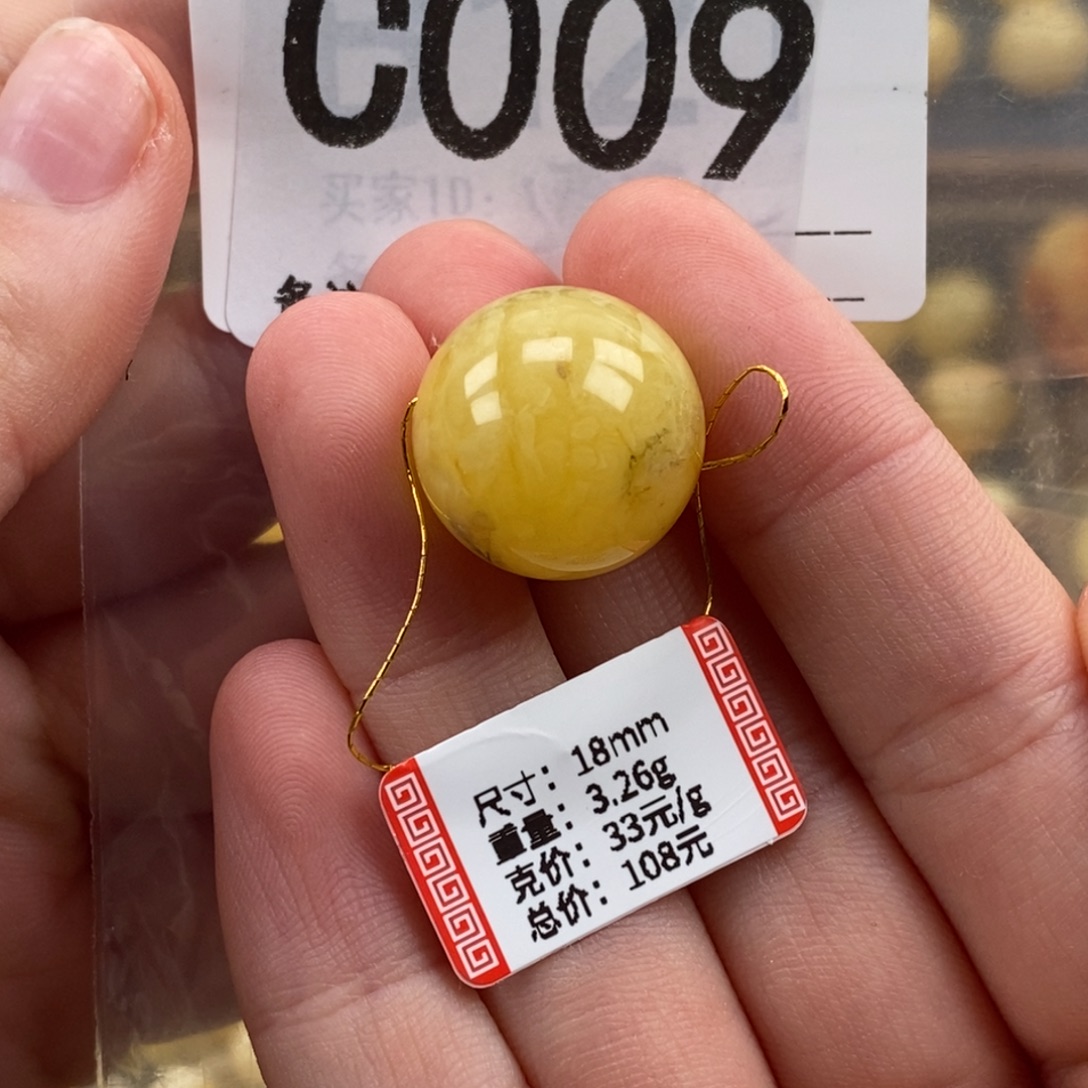 C009
买家ID:
尺寸: 18mm
重量: 3.26g
克价: 33元/g
总价: 108元